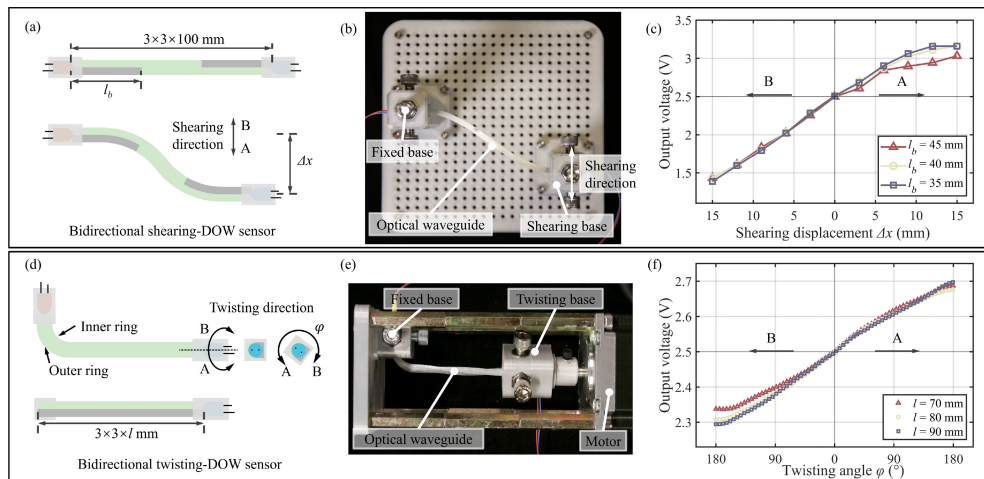 (a)
3×3×100 mm
l_b
Shearing
direction
B
A
Δx
Bidirectional shearing-DOW sensor
(b)
Fixed base
Optical waveguide
Shearing
direction
Shearing base
(c)
Output voltage (V)
3.5
3
2.5
2
1.5
B
A
l_b = 45 mm
l_b = 40 mm
l_b = 35 mm
15 9 5 0 5 9 15
Shearing displacement Δx (mm)
(d)
Inner ring
Outer ring
Twisting direction
B
A
φ
A
B
3×3×l mm
Bidirectional twisting-DOW sensor
(e)
Fixed base
Twisting base
Optical waveguide
Motor
(f)
Output voltage (V)
2.7
2.6
2.5
2.4
2.3
B
A
l = 70 mm
l = 80 mm
l = 90 mm
180 90 0 90 180
Twisting angle φ (°)